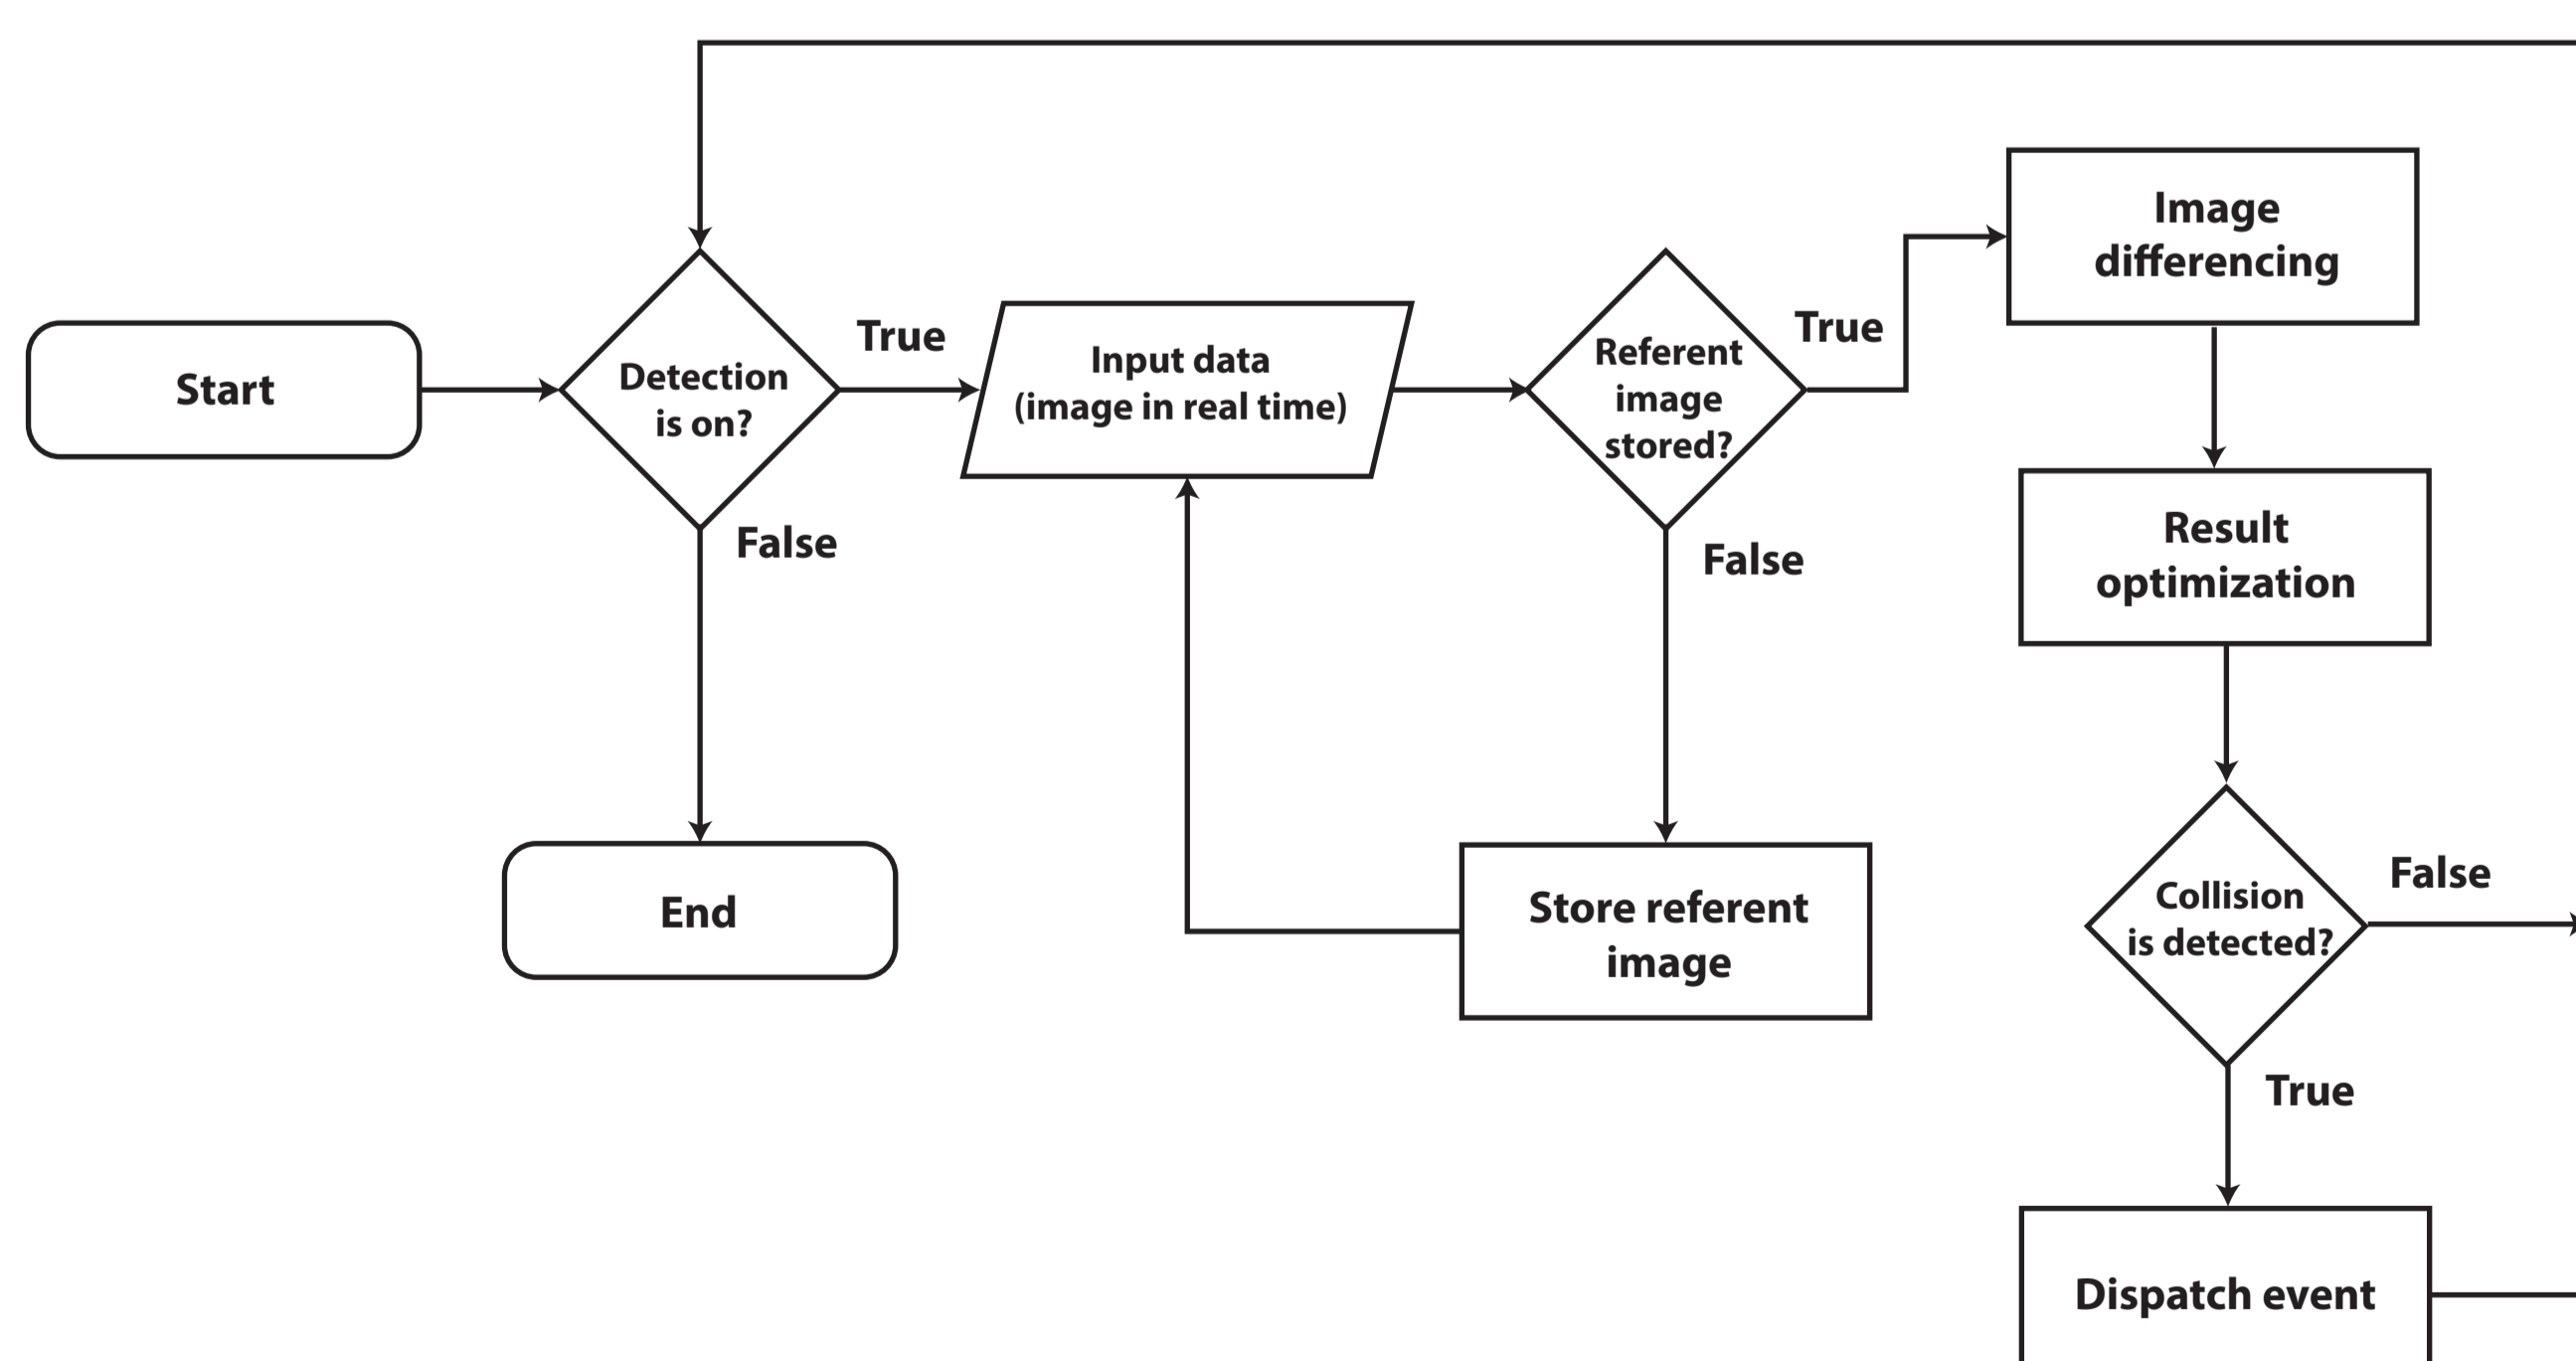 Start
Detection
is on?
True
False
End
Input data
(image in real time)
Referent
image
stored?
True
False
Store referent
image
Image
differencing
Result
optimization
Collision
is detected?
False
True
Dispatch event